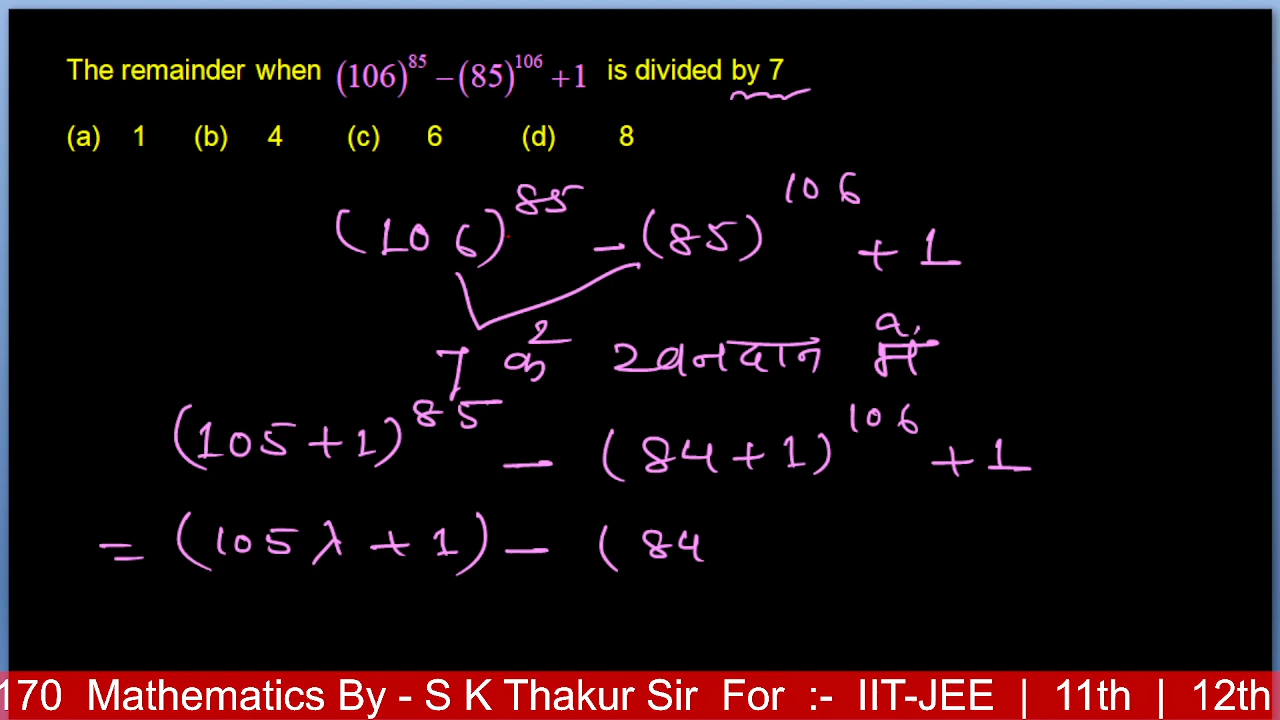 The remainder when (106)^85 − (85)^106 + 1 is divided by 7
(a) 1 (b) 4 (c) 6 (d) 8
(106)^85 − (85)^106 + 1
7 क
(105 + 1)^85 − (84 + 1)^106 + 1
= (105λ + 1) − (84
170 Mathematics By - S K Thakur Sir For :- IIT-JEE | 11th | 12th